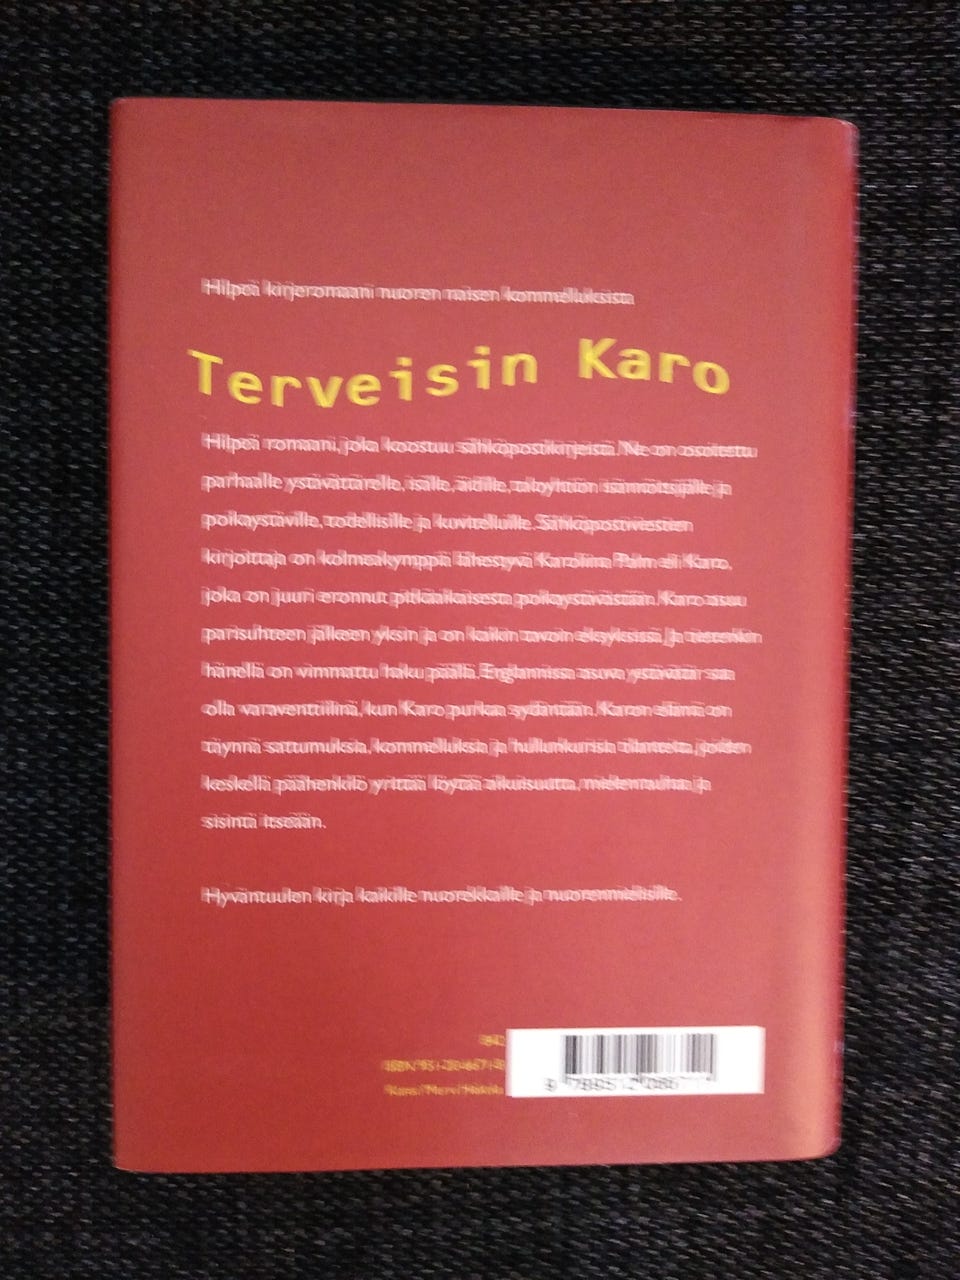 Hilpeä kirjeromaani nuoren naisen kommelluksista
Terveisin Karo
Hilpeä romaani, joka koostuu sähköpostikirjeistä. Ne on osoitettu
parhaalle ystävättärelle, isälle, äidille, taloyhtiön isännöitsijälle ja
poikaystäville, todellisille ja kuvitelluille. Sähköpostiviestien
kirjoittaja on kolmeakymppiä lähestyvä Karoliina Palm eli Karo,
joka on juuri eronnut pitkäaikaisesta poikaystävästään. Karo asuu
parisuhteen jälkeen yksin ja on kaikin tavoin eksyksissä. Ja tietenkin
hänellä on vimmattu haku päällä. Englannissa asuva ystävätär saa
olla varaventtiilinä, kun Karo purkaa sydäntään. Karon elämä on
täynnä sattumuksia, kommelluksia ja hullunkurisia tilanteita, joiden
keskellä päähenkilö yrittää löytää aikuisuutta, mielenrauhaa ja
sisintä itseään.
Hyväntuulen kirja kaikille nuorekkaille ja nuorenmielisille.
ISBN
Kansi Mervi